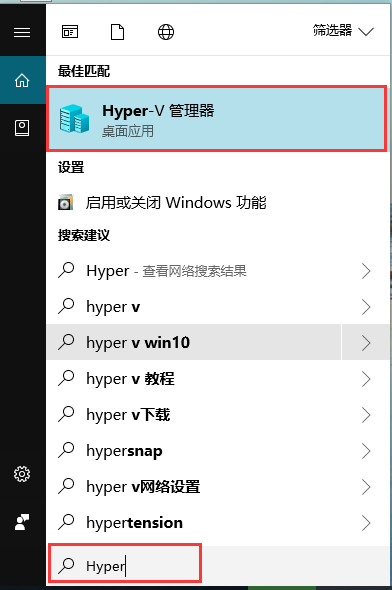 筛选器
最佳匹配
Hyper-V 管理器
桌面应用
设置
启用或关闭 Windows 功能
搜索建议
Hyper - 查看网络搜索结果
hyper v
hyper v win10
hyper v 教程
hyper v下载
hypersnap
hyper v网络设置
hypertension
Hyper